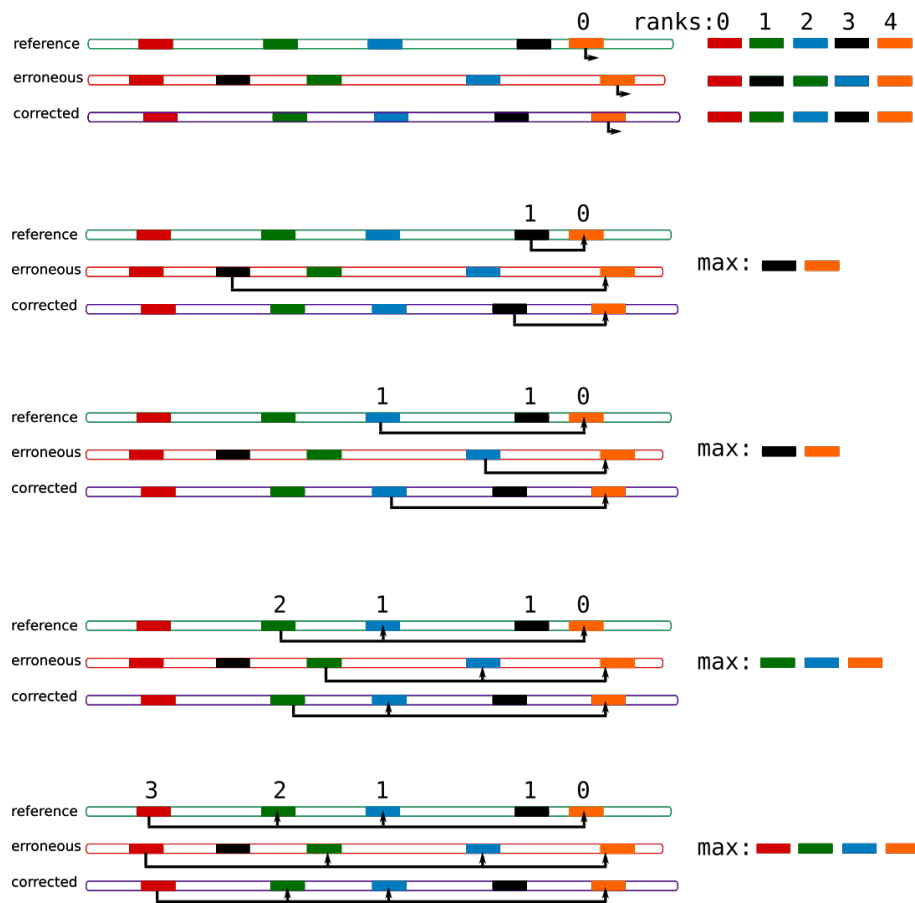 0 ranks:0 1 2 3 4
reference
erroneous
corrected
1 0
reference
erroneous
max:
corrected
1 1 0
reference
erroneous
max:
corrected
2 1 1 0
reference
erroneous
max:
corrected
3 2 1 1 0
reference
erroneous
max:
corrected